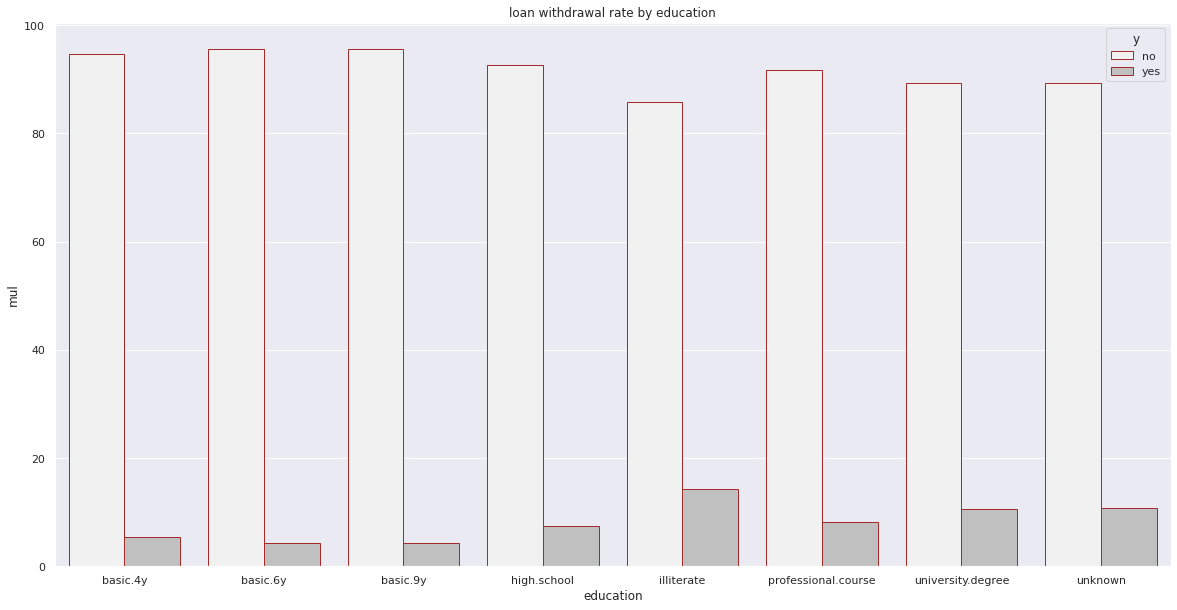 loan withdrawal rate by education
100
80
60
40
20
0
mul
y
no
yes
basic.4y
basic.6y
basic.9y
high.school
illiterate
professional.course
university.degree
unknown
education